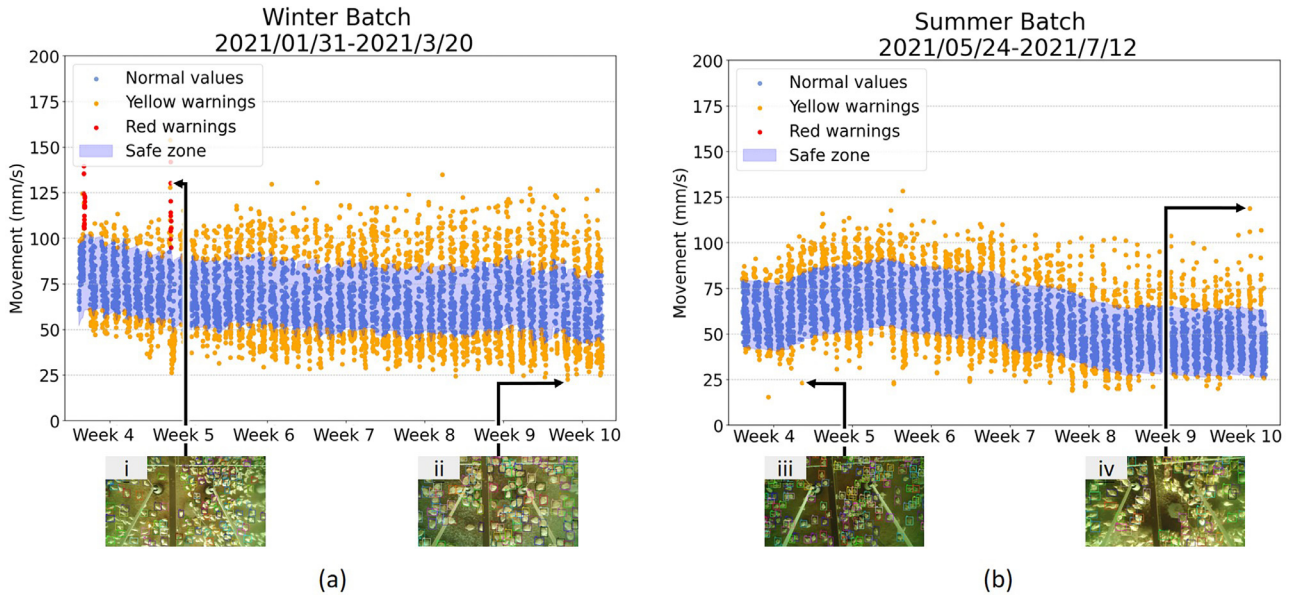 Winter Batch
2021/01/31-2021/3/20
200
175
150
125
100
75
50
25
0
Movement (mm/s)
Normal values
Yellow warnings
Red warnings
Safe zone
Week 4
Week 5
Week 6
Week 7
Week 8
Week 9
Week 10
i
ii
(a)
Summer Batch
2021/05/24-2021/7/12
200
175
150
125
100
75
50
25
0
Movement (mm/s)
Normal values
Yellow warnings
Red warnings
Safe zone
Week 4
Week 5
Week 6
Week 7
Week 8
Week 9
Week 10
iii
iv
(b)